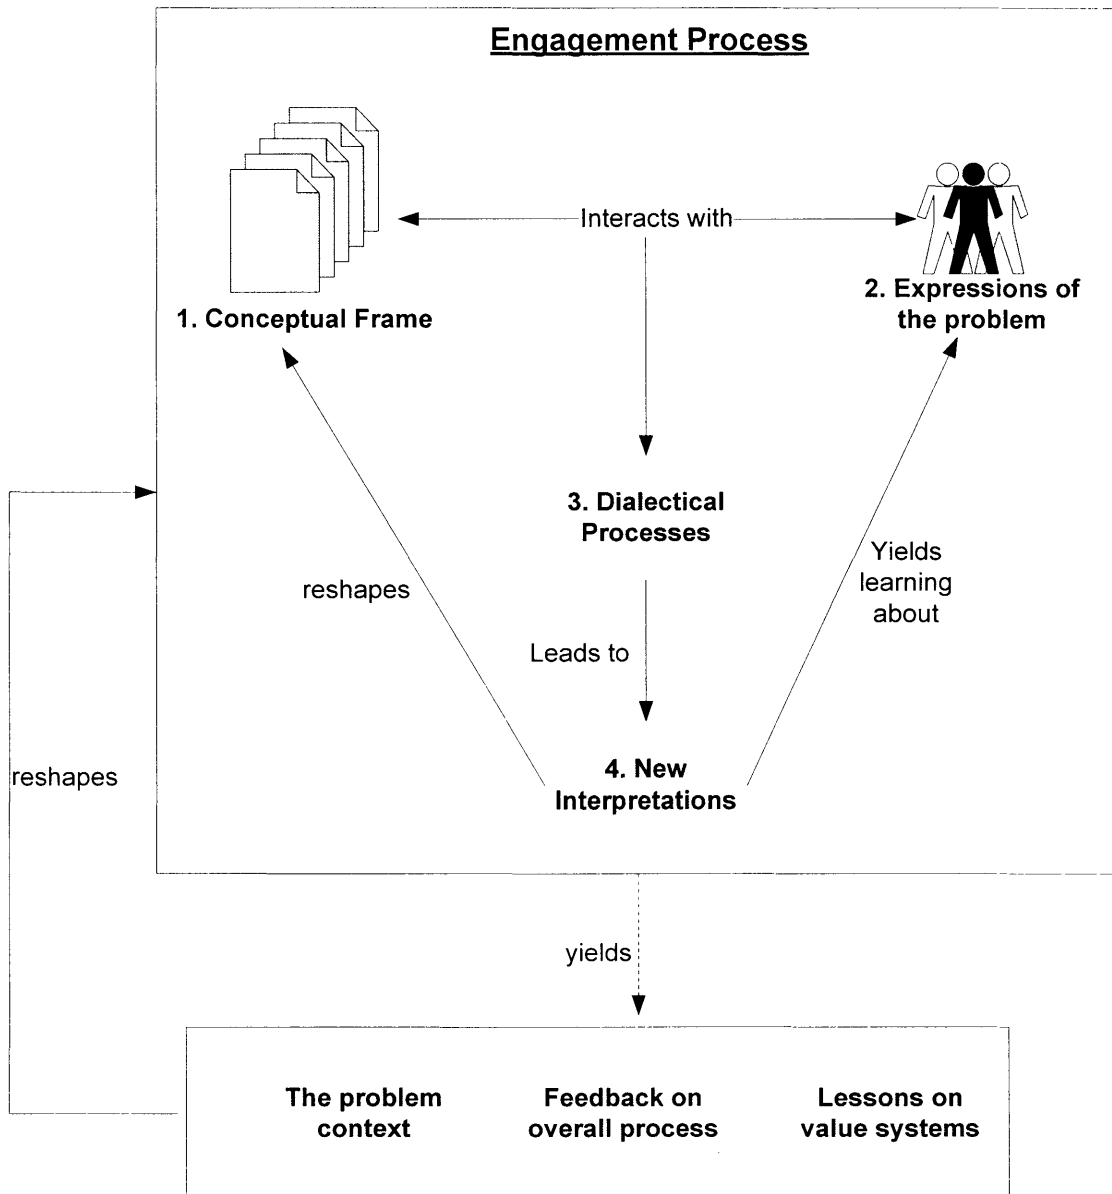 Engagement Process
Interacts with
1. Conceptual Frame
2. Expressions of
the problem
3. Dialectical
Processes
reshapes
Yields
learning
about
Leads to
4. New
Interpretations
reshapes
yields
The problem
context
Feedback on
overall process
Lessons on
value systems